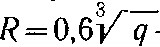 R = 0,6∛q